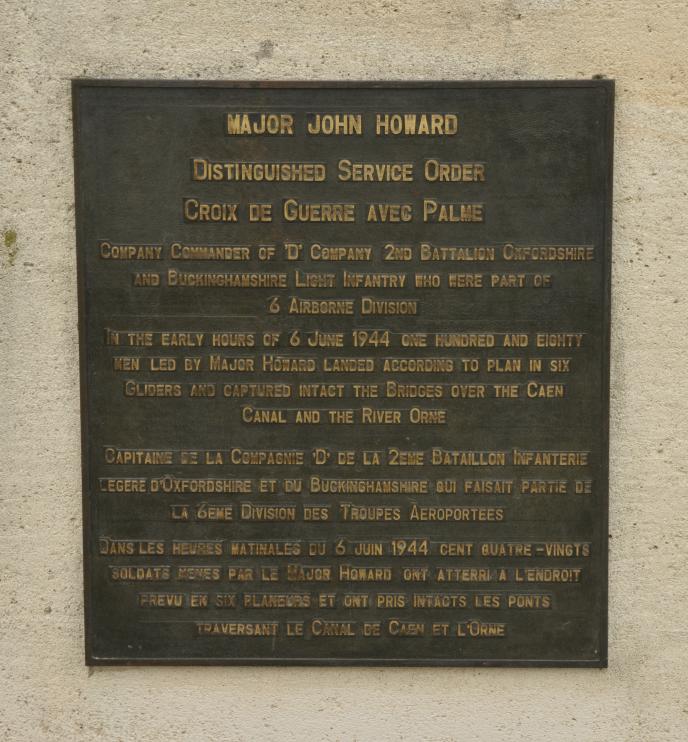 MAJOR JOHN HOWARD
DISTINGUISHED SERVICE ORDER
CROIX DE GUERRE AVEC PALME
COMPANY COMMANDER OF 'D' COMPANY 2ND BATTALION OXFORDSHIRE
AND BUCKINGHAMSHIRE LIGHT INFANTRY WHO WERE PART OF
6 AIRBORNE DIVISION
IN THE EARLY HOURS OF 6 JUNE 1944 ONE HUNDRED AND EIGHTY
MEN LED BY MAJOR HOWARD LANDED ACCORDING TO PLAN IN SIX
GLIDERS AND CAPTURED INTACT THE BRIDGES OVER THE CAEN
CANAL AND THE RIVER ORNE
CAPITAINE DE LA COMPAGNIE 'D' DE LA 2EME BATAILLON INFANTERIE
LEGERE D'OXFORDSHIRE ET DU BUCKINGHAMSHIRE QUI FAISAIT PARTIE DE
LA 6EME DIVISION DES TROUPES AEROPORTEES
DANS LES HEURES MATINALES DU 6 JUIN 1944 CENT QUATRE-VINGTS
SOLDATS MENES PAR LE MAJOR HOWARD ONT ATTERRI A L'ENDROIT
PREVU EN SIX PLANEURS ET ONT PRIS INTACTS LES PONTS
TRAVERSANT LE CANAL DE CAEN ET L'ORNE